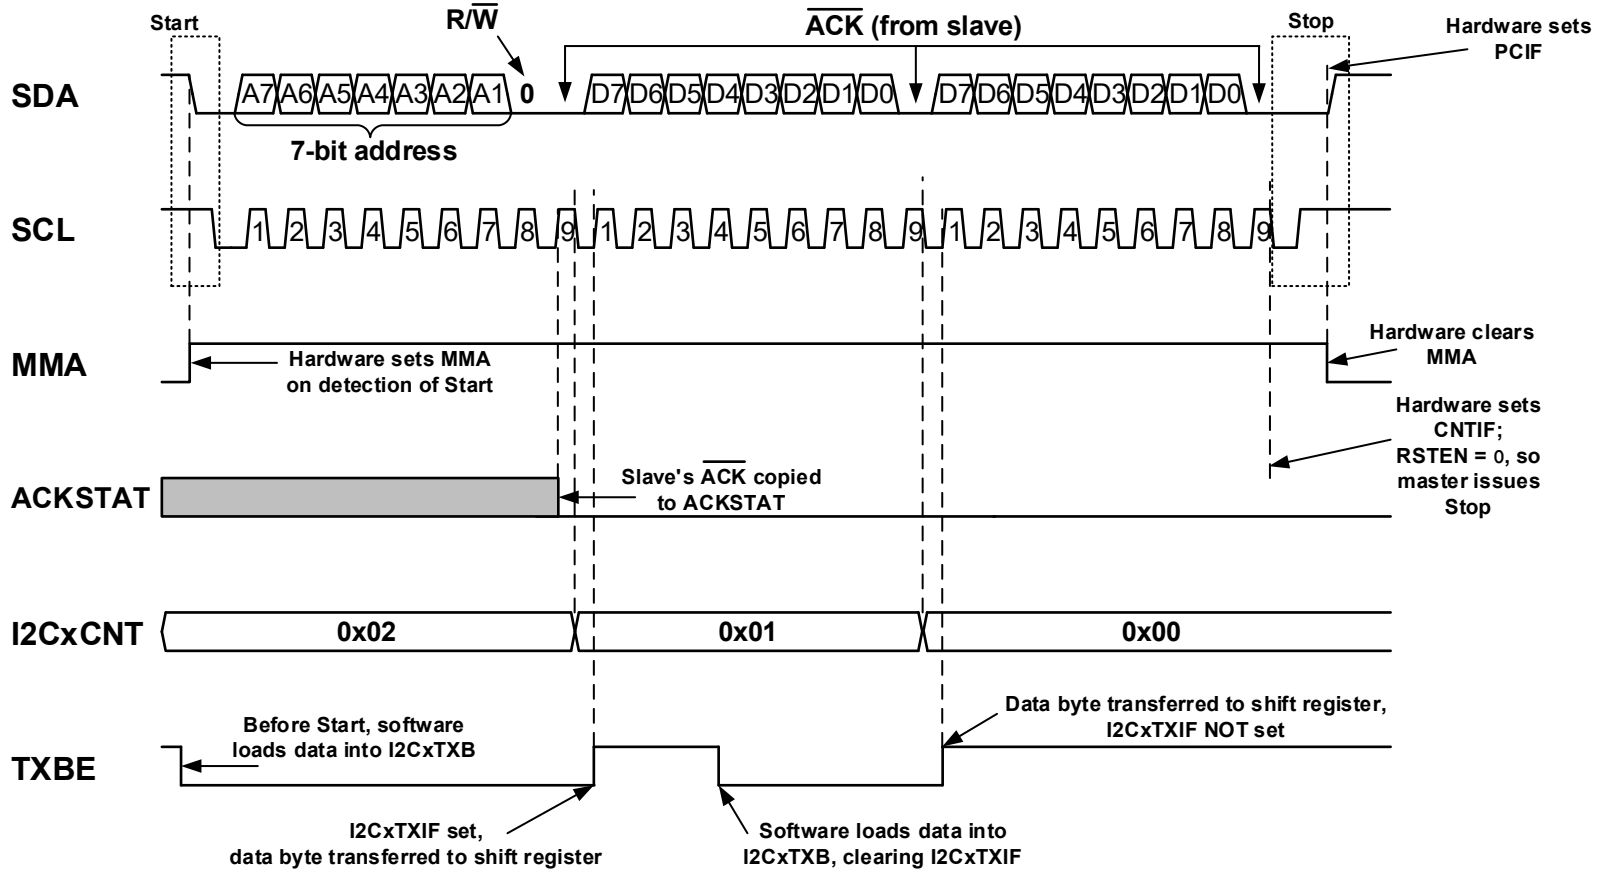 Start
R/W
ACK (from slave)
Stop
Hardware sets
PCIF
SDA
A7 A6 A5 A4 A3 A2 A1 0 D7 D6 D5 D4 D3 D2 D1 D0 D7 D6 D5 D4 D3 D2 D1 D0
7-bit address
SCL
1 2 3 4 5 6 7 8 9 1 2 3 4 5 6 7 8 9 1 2 3 4 5 6 7 8 9
MMA
Hardware sets MMA
on detection of Start
Hardware clears
MMA
Hardware sets
CNTIF;
RSTEN = 0, so
master issues
Stop
ACKSTAT
Slave's ACK copied
to ACKSTAT
I2CxCNT
0x02 0x01 0x00
TXBE
Before Start, software
loads data into I2CxTXB
Data byte transferred to shift register,
I2CxTXIF NOT set
I2CxTXIF set,
data byte transferred to shift register
Software loads data into
I2CxTXB, clearing I2CxTXIF